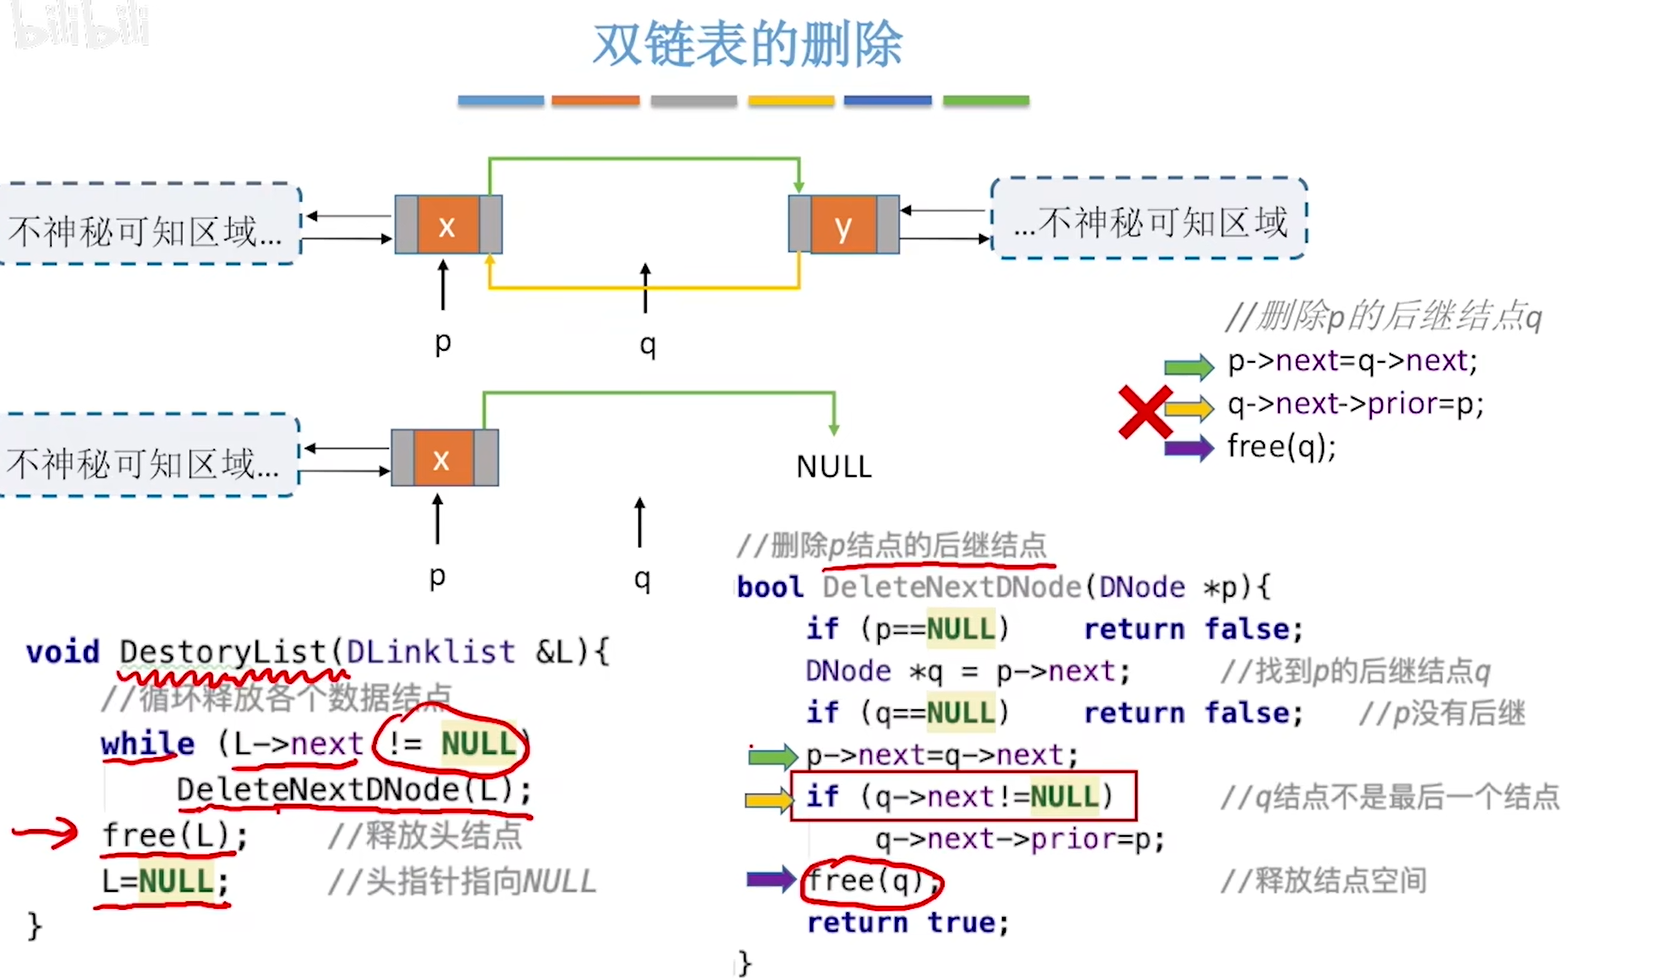 bilibili
双链表的删除
不神秘可知区域...
x
y
...不神秘可知区域
p
q
//删除p的后继结点q
p->next=q->next;
q->next->prior=p;
free(q);
不神秘可知区域...
x
NULL
p
q
void DestoryList(DLinklist &L){
//循环释放各个数据结点
while (L->next != NULL)
DeleteNextDNode(L);
free(L); //释放头结点
L=NULL; //头指针指向NULL
}
//删除p结点的后继结点
bool DeleteNextDNode(DNode *p){
if (p==NULL) return false;
DNode *q = p->next; //找到p的后继结点q
if (q==NULL) return false; //p没有后继
p->next=q->next;
if (q->next!=NULL) //q结点不是最后一个结点
q->next->prior=p;
free(q); //释放结点空间
return true;
}